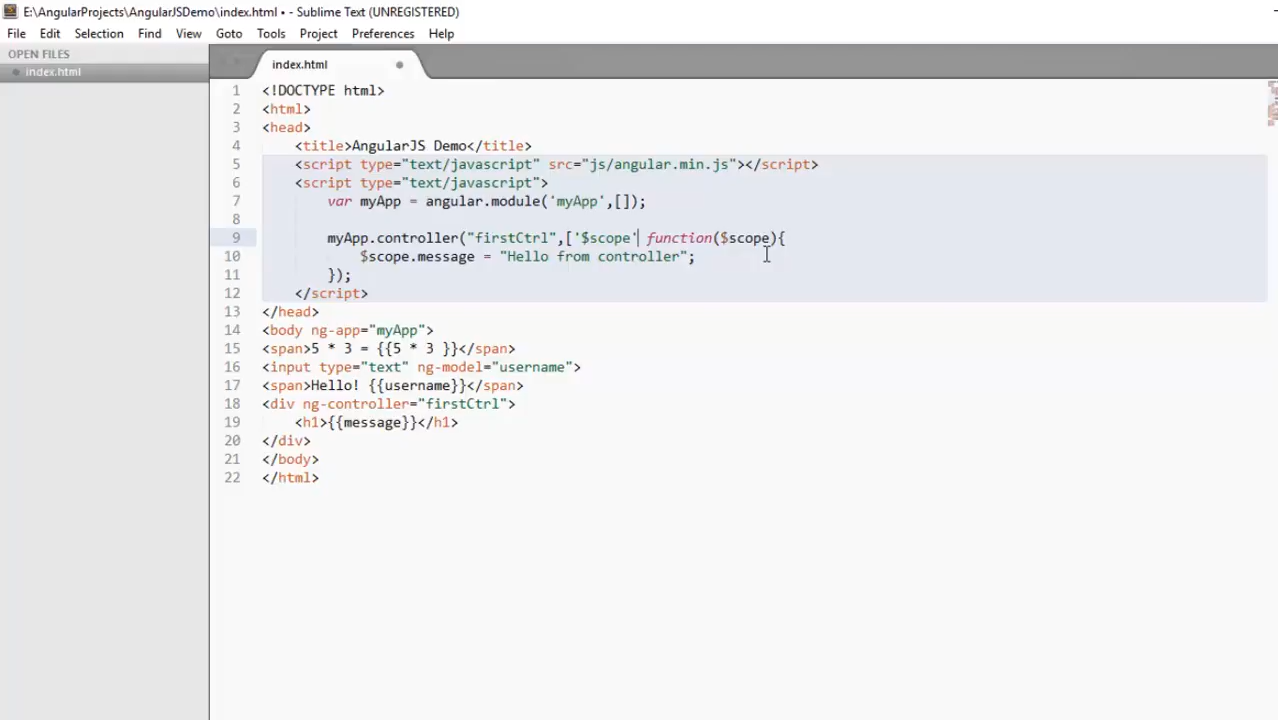 E:\AngularProjects\AngularJSDemo\index.html • - Sublime Text (UNREGISTERED)
File Edit Selection Find View Goto Tools Project Preferences Help
OPEN FILES
index.html
index.html
1 <!DOCTYPE html>
2 <html>
3 <head>
4 <title>AngularJS Demo</title>
5 <script type="text/javascript" src="js/angular.min.js"></script>
6 <script type="text/javascript">
7 var myApp = angular.module('myApp',[]);
8
9 myApp.controller("firstCtrl",['$scope' function($scope){
10 $scope.message = "Hello from controller";
11 });
12 </script>
13 </head>
14 <body ng-app="myApp">
15 <span>5 * 3 = {{5 * 3 }}</span>
16 <input type="text" ng-model="username">
17 <span>Hello! {{username}}</span>
18 <div ng-controller="firstCtrl">
19 <h1>{{message}}</h1>
20 </div>
21 </body>
22 </html>